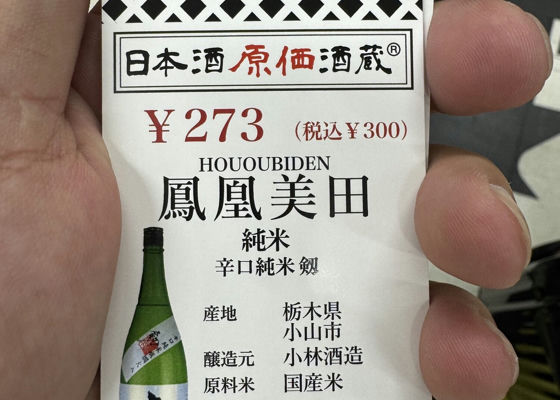 日本酒原価酒蔵®
￥273 (税込￥300)
HOUOUBIDEN
鳳凰美田
純米
辛口純米 剱
産地 栃木県
小山市
醸造元 小林酒造
原料米 国産米